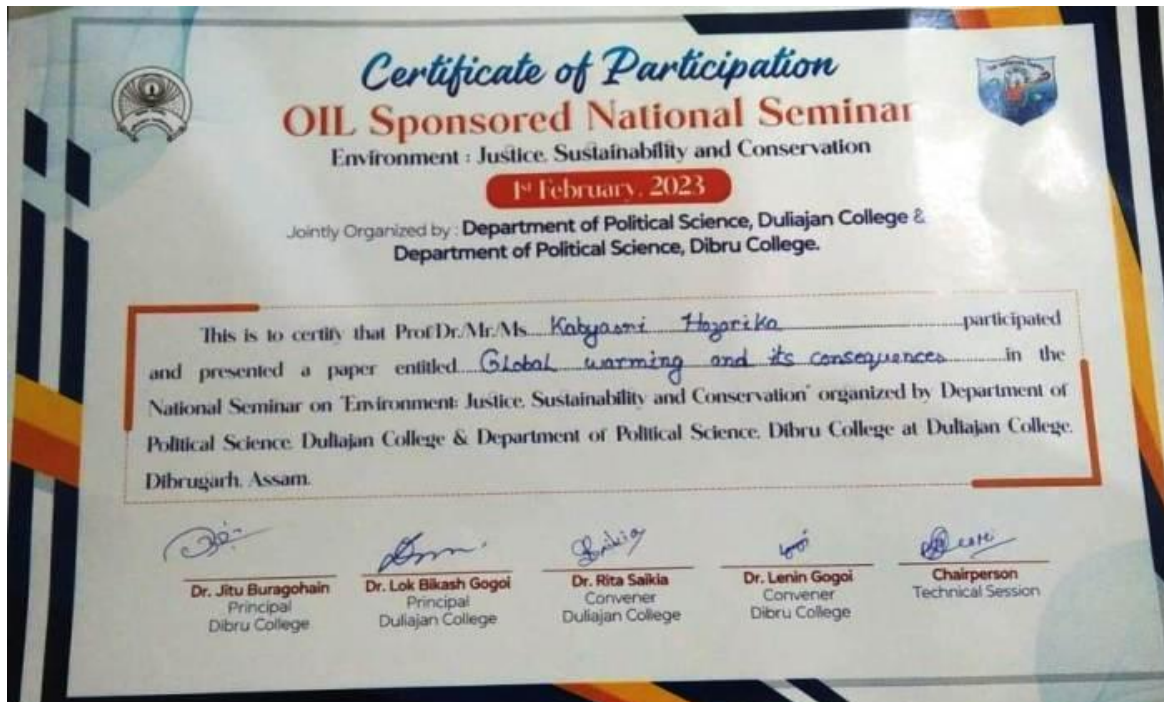 Certificate of Participation
OIL Sponsored National Seminar
Environment : Justice, Sustainability and Conservation
1st February, 2023
Jointly Organized by : Department of Political Science, Duliajan College &
Department of Political Science, Dibru College.
This is to certify that Prof/Dr./Mr./Ms. Kabyasri Hazarika participated
and presented a paper entitled Global warming and its consequences in the
National Seminar on "Environment: Justice, Sustainability and Conservation" organized by Department of
Political Science, Duliajan College & Department of Political Science, Dibru College at Duliajan College,
Dibrugarh, Assam.
Dr. Jitu Buragohain
Principal
Dibru College
Dr. Lok Bikash Gogoi
Principal
Duliajan College
Dr. Rita Saikia
Convener
Duliajan College
Dr. Lenin Gogoi
Convener
Dibru College
Chairperson
Technical Session